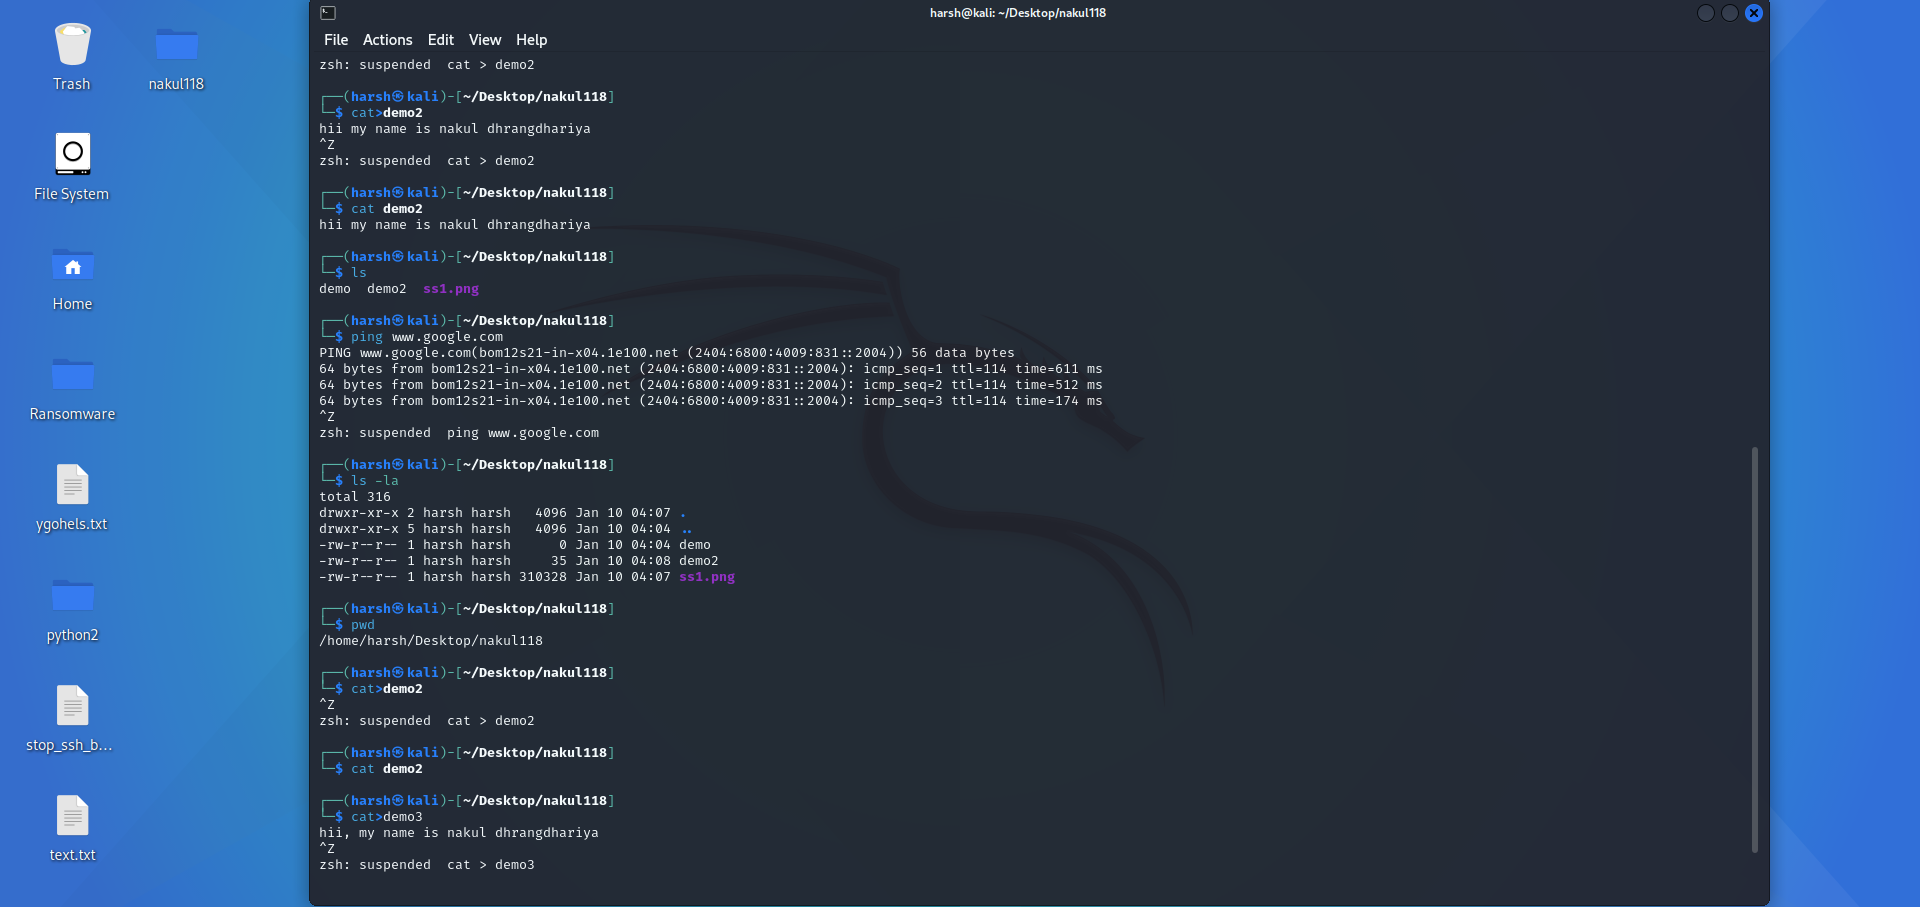 Trash
nakul118
File System
Home
Ransomware
ygohels.txt
python2
stop_ssh_b...
text.txt
harsh@kali: ~/Desktop/nakul118
File Actions Edit View Help
zsh: suspended  cat > demo2
┌──(harsh㉿kali)-[~/Desktop/nakul118]
└─$ cat>demo2
hii my name is nakul dhrangdhariya
^Z
zsh: suspended  cat > demo2
┌──(harsh㉿kali)-[~/Desktop/nakul118]
└─$ cat demo2
hii my name is nakul dhrangdhariya
┌──(harsh㉿kali)-[~/Desktop/nakul118]
└─$ ls
demo  demo2  ss1.png
┌──(harsh㉿kali)-[~/Desktop/nakul118]
└─$ ping www.google.com
PING www.google.com(bom12s21-in-x04.1e100.net (2404:6800:4009:831::2004)) 56 data bytes
64 bytes from bom12s21-in-x04.1e100.net (2404:6800:4009:831::2004): icmp_seq=1 ttl=114 time=611 ms
64 bytes from bom12s21-in-x04.1e100.net (2404:6800:4009:831::2004): icmp_seq=2 ttl=114 time=512 ms
64 bytes from bom12s21-in-x04.1e100.net (2404:6800:4009:831::2004): icmp_seq=3 ttl=114 time=174 ms
^Z
zsh: suspended  ping www.google.com
┌──(harsh㉿kali)-[~/Desktop/nakul118]
└─$ ls -la
total 316
drwxr-xr-x 2 harsh harsh   4096 Jan 10 04:07 .
drwxr-xr-x 5 harsh harsh   4096 Jan 10 04:04 ..
-rw-r--r-- 1 harsh harsh      0 Jan 10 04:04 demo
-rw-r--r-- 1 harsh harsh     35 Jan 10 04:08 demo2
-rw-r--r-- 1 harsh harsh 310328 Jan 10 04:07 ss1.png
┌──(harsh㉿kali)-[~/Desktop/nakul118]
└─$ pwd
/home/harsh/Desktop/nakul118
┌──(harsh㉿kali)-[~/Desktop/nakul118]
└─$ cat>demo2
^Z
zsh: suspended  cat > demo2
┌──(harsh㉿kali)-[~/Desktop/nakul118]
└─$ cat demo2
┌──(harsh㉿kali)-[~/Desktop/nakul118]
└─$ cat>demo3
hii, my name is nakul dhrangdhariya
^Z
zsh: suspended  cat > demo3